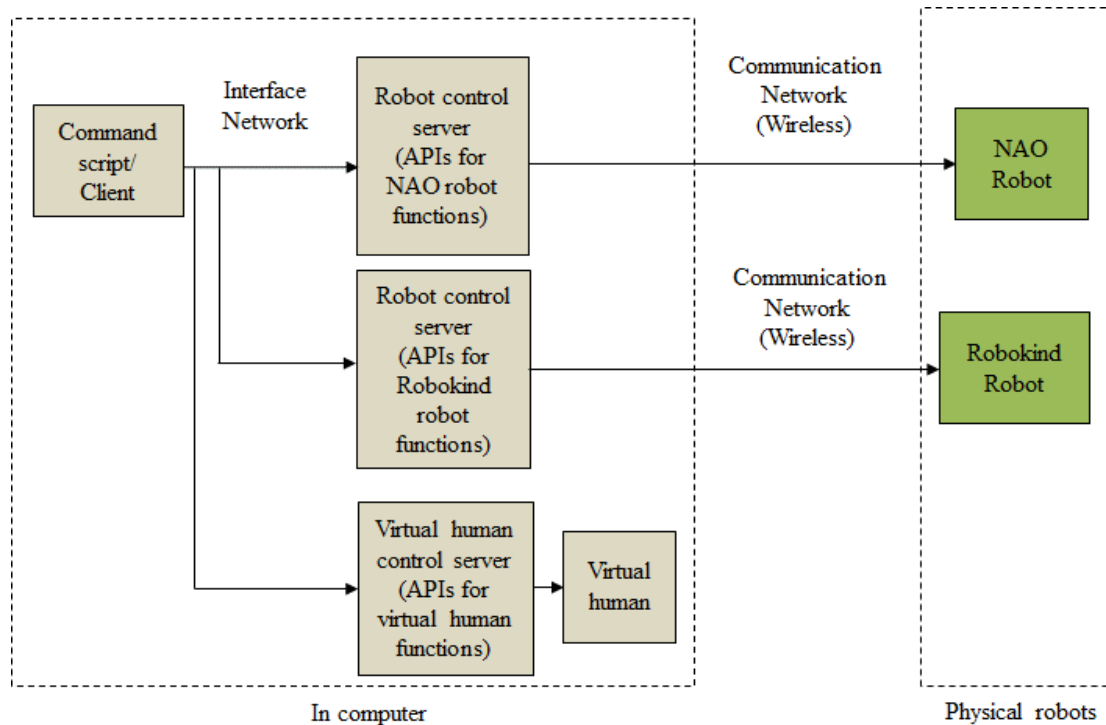 Command
script/
Client
Interface
Network
Robot control
server
(APIs for
NAO robot
functions)
Communication
Network
(Wireless)
NAO
Robot
Robot control
server
(APIs for
Robokind
robot
functions)
Communication
Network
(Wireless)
Robokind
Robot
Virtual human
control server
(APIs for
virtual human
functions)
Virtual
human
In computer
Physical robots